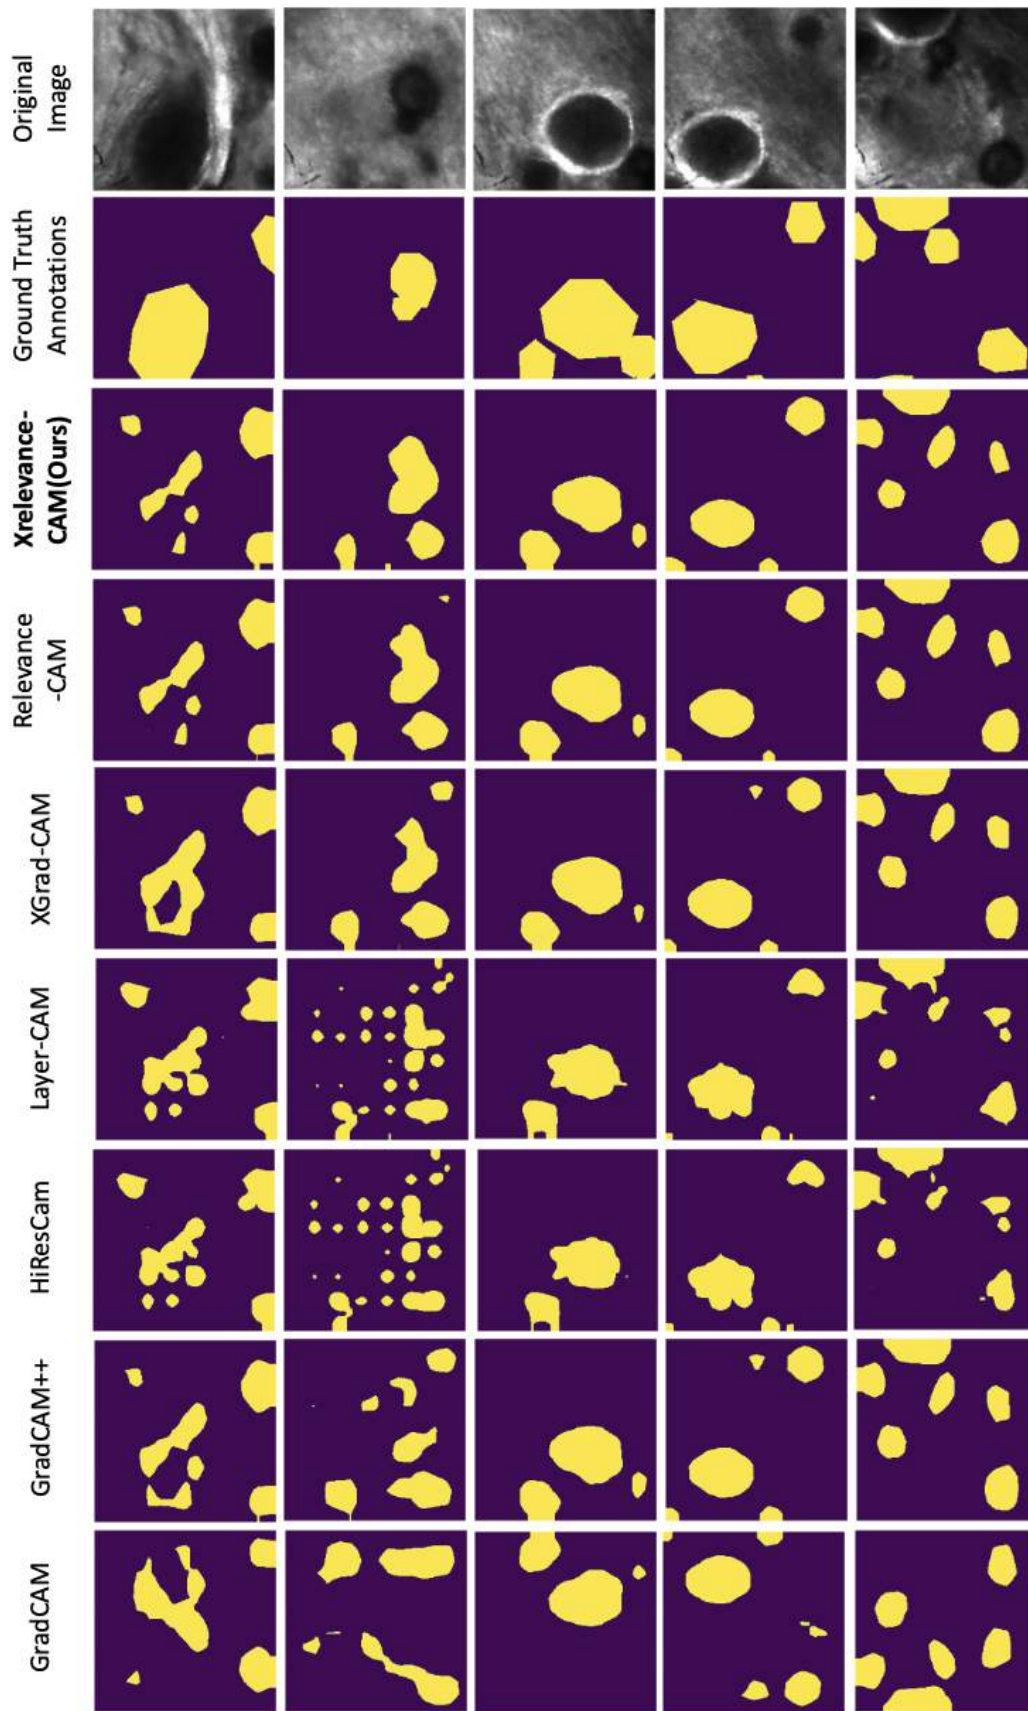 Original
Image
Ground Truth
Annotations
Xrelevance-
CAM(Ours)
Relevance
-CAM
XGrad-CAM
Layer-CAM
HiResCam
GradCAM++
GradCAM